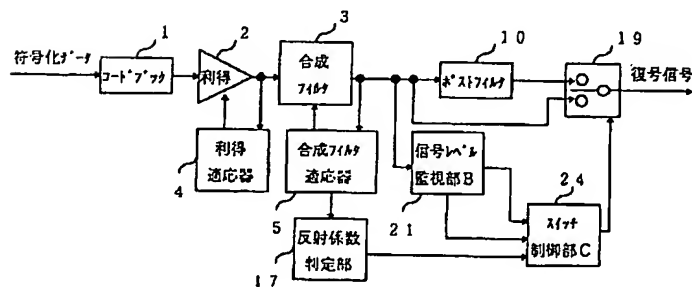 符号化ﾃﾞｰﾀ
1
ｺｰﾄﾞﾌﾞｯｸ
2
利得
3
合成
ﾌｨﾙﾀ
10
ﾎﾟｽﾄﾌｨﾙﾀ
19
復号信号
利得
適応器
4
合成ﾌｨﾙﾀ
適応器
5
信号ﾚﾍﾞﾙ
監視部B
21
24
ｽｲｯﾁ
制御部C
反射係数
判定部
17